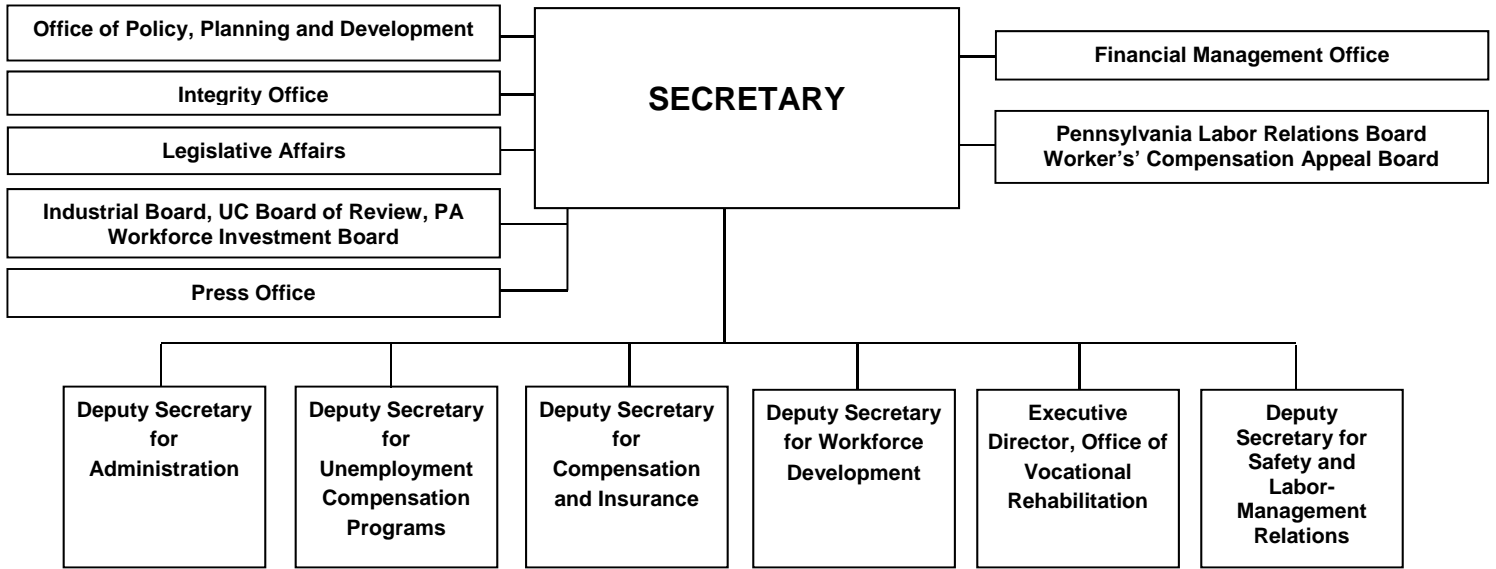 Office of Policy, Planning and Development
Integrity Office
Legislative Affairs
Industrial Board, UC Board of Review, PA
Workforce Investment Board
Press Office
SECRETARY
Financial Management Office
Pennsylvania Labor Relations Board
Worker’s’ Compensation Appeal Board
Deputy Secretary
for
Administration
Deputy Secretary
for
Unemployment
Compensation
Programs
Deputy Secretary
for
Compensation
and Insurance
Deputy Secretary
for Workforce
Development
Executive
Director, Office of
Vocational
Rehabilitation
Deputy
Secretary for
Safety and
Labor-
Management
Relations